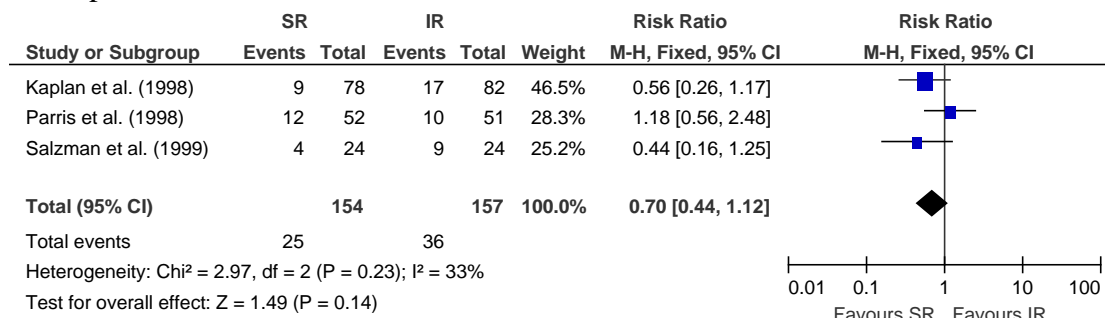 SR IR Risk Ratio Risk Ratio
Study or Subgroup Events Total Events Total Weight M-H, Fixed, 95% CI M-H, Fixed, 95% CI
Kaplan et al. (1998) 9 78 17 82 46.5% 0.56 [0.26, 1.17]
Parris et al. (1998) 12 52 10 51 28.3% 1.18 [0.56, 2.48]
Salzman et al. (1999) 4 24 9 24 25.2% 0.44 [0.16, 1.25]
Total (95% CI) 154 157 100.0% 0.70 [0.44, 1.12]
Total events 25 36
Heterogeneity: Chi² = 2.97, df = 2 (P = 0.23); I² = 33%
Test for overall effect: Z = 1.49 (P = 0.14)
0.01 0.1 1 10 100
Favours SR Favours IR